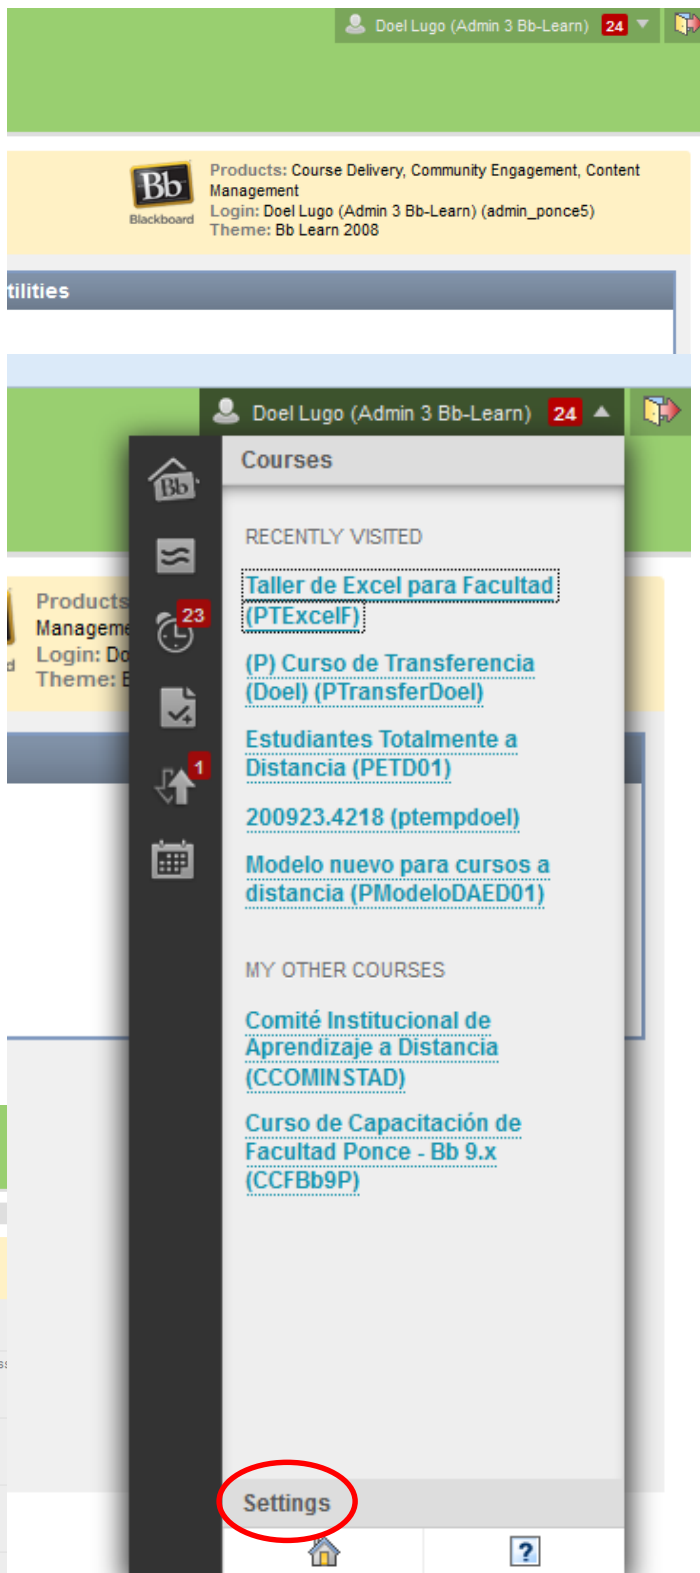 Doel Lugo (Admin 3 Bb-Learn) 24
Bb
Blackboard
Products: Course Delivery, Community Engagement, Content
Management
Login: Doel Lugo (Admin 3 Bb-Learn) (admin_ponce5)
Theme: Bb Learn 2008
tilities
Doel Lugo (Admin 3 Bb-Learn) 24
Courses
Bb
RECENTLY VISITED
Taller de Excel para Facultad
(PTExcelF)
23
Products
Manageme
Login: Do
Theme: B
d
(P) Curso de Transferencia
(Doel) (PTransferDoel)
Estudiantes Totalmente a
Distancia (PETD01)
1
200923.4218 (ptempdoel)
Modelo nuevo para cursos a
distancia (PModeloDAED01)
MY OTHER COURSES
Comité Institucional de
Aprendizaje a Distancia
(CCOMINSTAD)
Curso de Capacitación de
Facultad Ponce - Bb 9.x
(CCFBb9P)
Settings
?